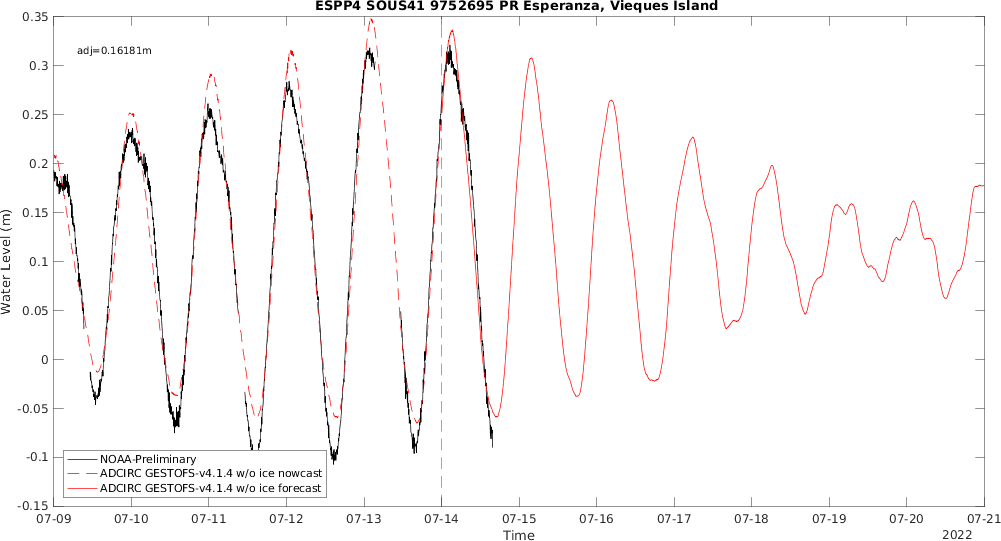 ESPP4 SOUS41 9752695 PR Esperanza, Vieques Island
adj=0.16181m
0.35
0.3
0.25
0.2
0.15
0.1
0.05
0
-0.05
-0.1
-0.15
Water Level (m)
NOAA-Preliminary
ADCIRC GESTOFS-v4.1.4 w/o ice nowcast
ADCIRC GESTOFS-v4.1.4 w/o ice forecast
07-09 07-10 07-11 07-12 07-13 07-14 07-15 07-16 07-17 07-18 07-19 07-20 07-21
Time
2022